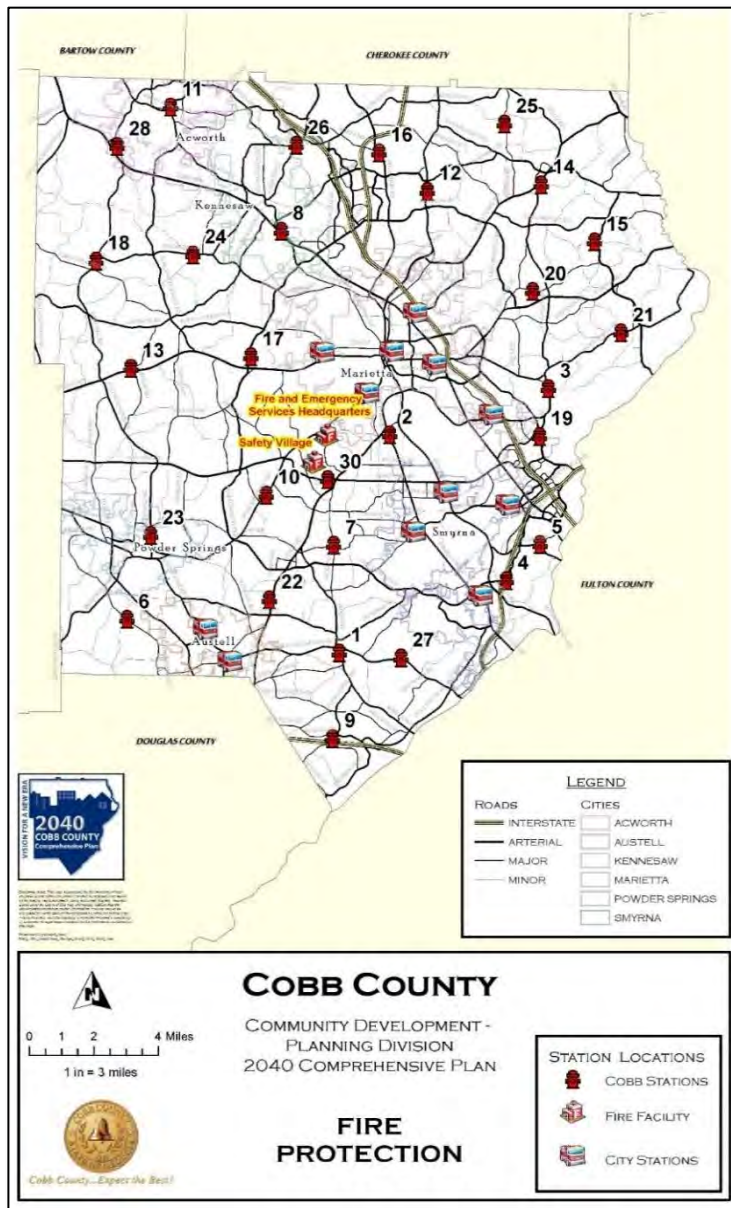 BARTOW COUNTY
CHEROKEE COUNTY
11
25
28
26
16
Acworth
12
14
Kennesaw
8
15
18
24
20
21
17
13
Marietta
3
Fire and Emergency
Services Headquarters
2
19
Safety Village
30
10
23
7
Smyrna
5
Powder Springs
4
22
FULTON COUNTY
6
Austell
1
27
9
DOUGLAS COUNTY
VISION FOR A NEW ERA
2040
COBB COUNTY
Comprehensive Plan
LEGEND
ROADS CITIES
INTERSTATE ACWORTH
ARTERIAL AUSTELL
MAJOR KENNESAW
MINOR MARIETTA
POWDER SPRINGS
SMYRNA
N
0 1 2 4 Miles
1 in = 3 miles
COBB COUNTY
COMMUNITY DEVELOPMENT -
PLANNING DIVISION
2040 COMPREHENSIVE PLAN
FIRE
PROTECTION
Cobb County...Expect the Best!
STATION LOCATIONS
COBB STATIONS
FIRE FACILITY
CITY STATIONS